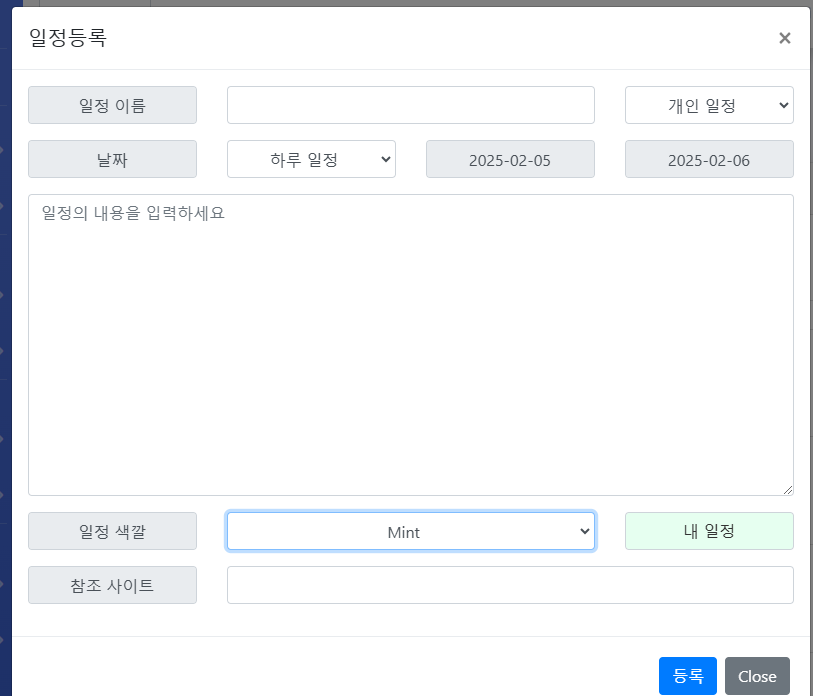 일정등록 ×
일정 이름 개인 일정
날짜 하루 일정 2025-02-05 2025-02-06
일정의 내용을 입력하세요
일정 색깔 Mint 내 일정
참조 사이트
등록 Close